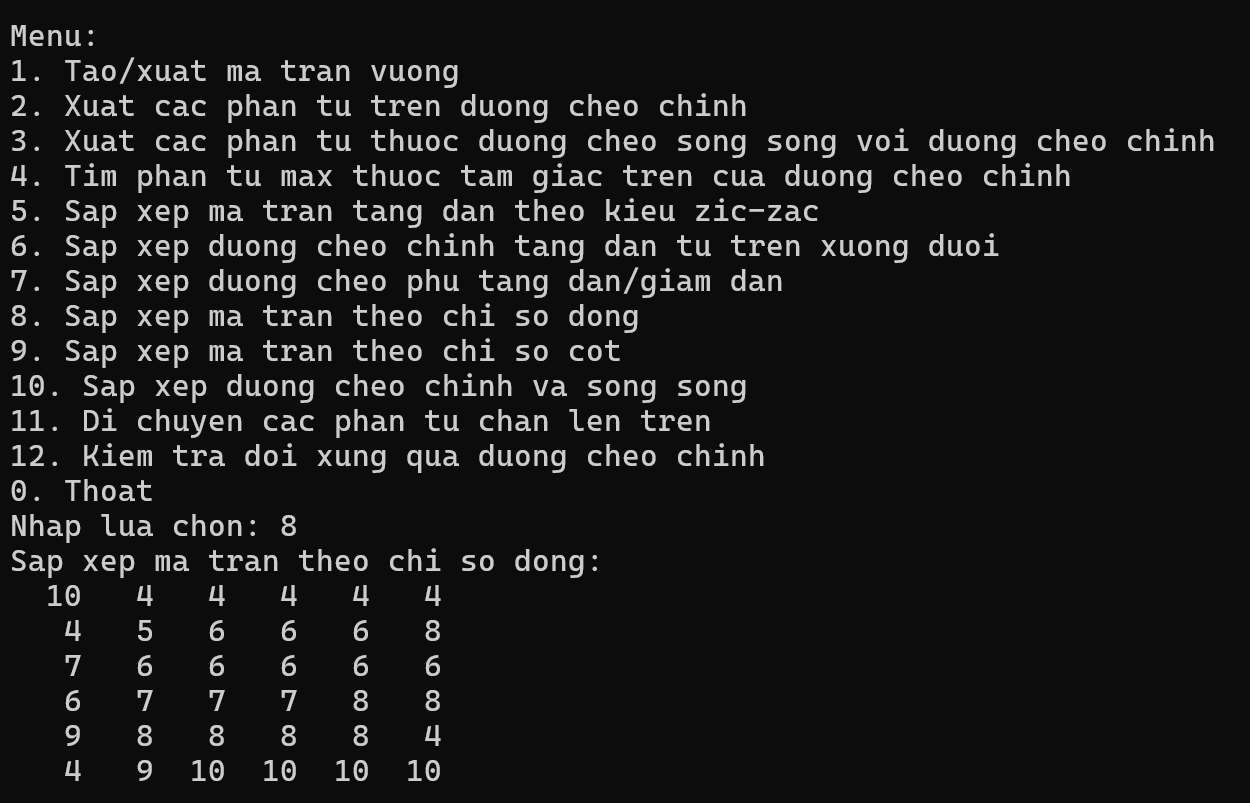 Menu:
1. Tao/xuat ma tran vuong
2. Xuat cac phan tu tren duong cheo chinh
3. Xuat cac phan tu thuoc duong cheo song song voi duong cheo chinh
4. Tim phan tu max thuoc tam giac tren cua duong cheo chinh
5. Sap xep ma tran tang dan theo kieu zic-zac
6. Sap xep duong cheo chinh tang dan tu tren xuong duoi
7. Sap xep duong cheo phu tang dan/giam dan
8. Sap xep ma tran theo chi so dong
9. Sap xep ma tran theo chi so cot
10. Sap xep duong cheo chinh va song song
11. Di chuyen cac phan tu chan len tren
12. Kiem tra doi xung qua duong cheo chinh
0. Thoat
Nhap lua chon: 8
Sap xep ma tran theo chi so dong:
  10   4   4   4   4   4
   4   5   6   6   6   8
   7   6   6   6   6   6
   6   7   7   7   8   8
   9   8   8   8   8   4
   4   9  10  10  10  10